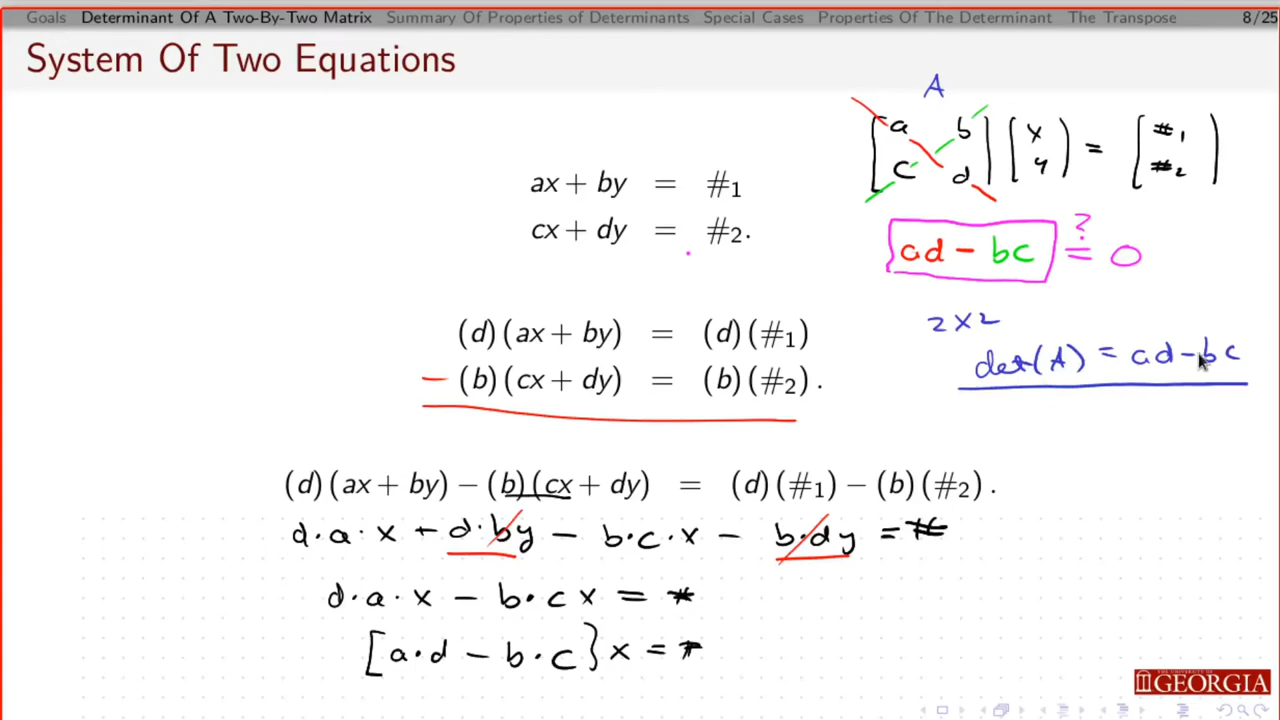 Goals Determinant Of A Two-By-Two Matrix Summary Of Properties of Determinants Special Cases Properties Of The Determinant The Transpose 8/25
System Of Two Equations
A
[a b] [x] = [#₁]
[c d] [y] [#₂]
ax + by = #₁
cx + dy = #₂.
ad - bc ?= 0
2x2
det(A) = ad - bc
(d)(ax + by) = (d)(#₁)
- (b)(cx + dy) = (b)(#₂).
(d)(ax + by) − (b)(cx + dy) = (d)(#₁) − (b)(#₂).
d·a·x + d·by - b·c·x - b·dy = #
d·a·x - b·cx = #
[a·d - b·c}x = #
GEORGIA